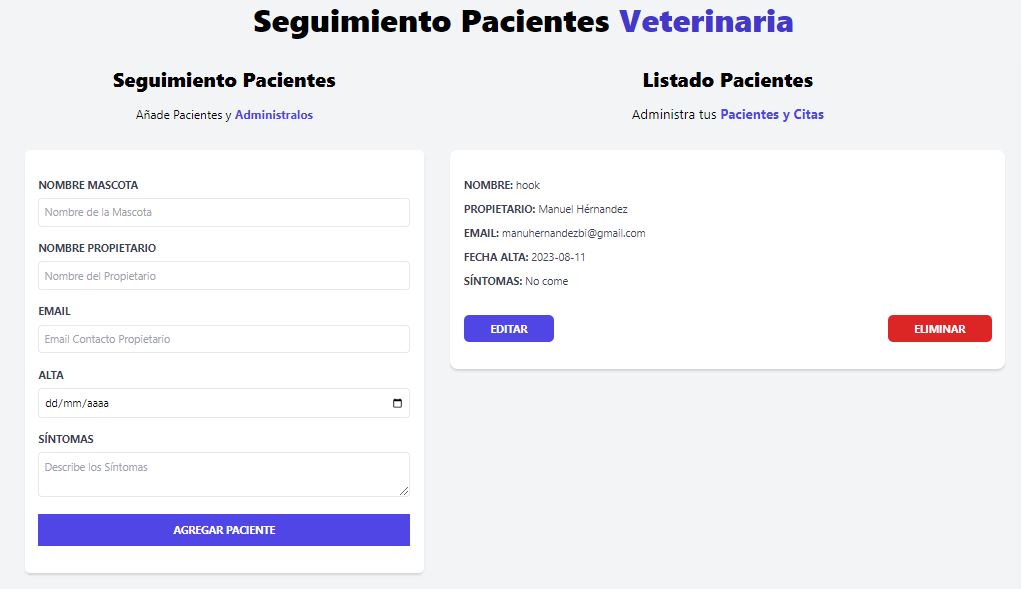 Seguimiento Pacientes Veterinaria
Seguimiento Pacientes
Añade Pacientes y Administralos
NOMBRE MASCOTA
Nombre de la Mascota
NOMBRE PROPIETARIO
Nombre del Propietario
EMAIL
Email Contacto Propietario
ALTA
dd/mm/aaaa
SÍNTOMAS
Describe los Síntomas
AGREGAR PACIENTE
Listado Pacientes
Administra tus Pacientes y Citas
NOMBRE: hook
PROPIETARIO: Manuel Hérnandez
EMAIL: manuhernandezbi@gmail.com
FECHA ALTA: 2023-08-11
SÍNTOMAS: No come
EDITAR
ELIMINAR